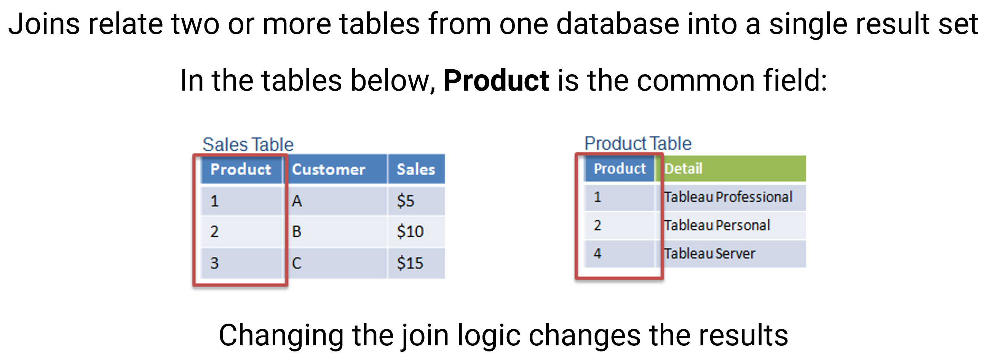 Joins relate two or more tables from one database into a single result set
In the tables below, Product is the common field:
Sales Table
Product Customer Sales
1 A $5
2 B $10
3 C $15
Product Table
Product Detail
1 Tableau Professional
2 Tableau Personal
4 Tableau Server
Changing the join logic changes the results